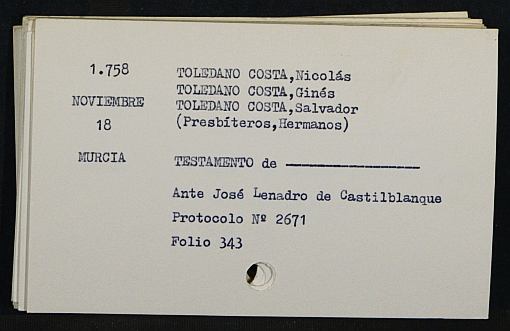 1.758 TOLEDANO COSTA,Nicolás
TOLEDANO COSTA,Ginés
NOVIEMBRE TOLEDANO COSTA,Salvador
18 (Presbíteros,Hermanos)
MURCIA TESTAMENTO de ————————
Ante José Lenadro de Castilblanque
Protocolo Nº 2671
Folio 343